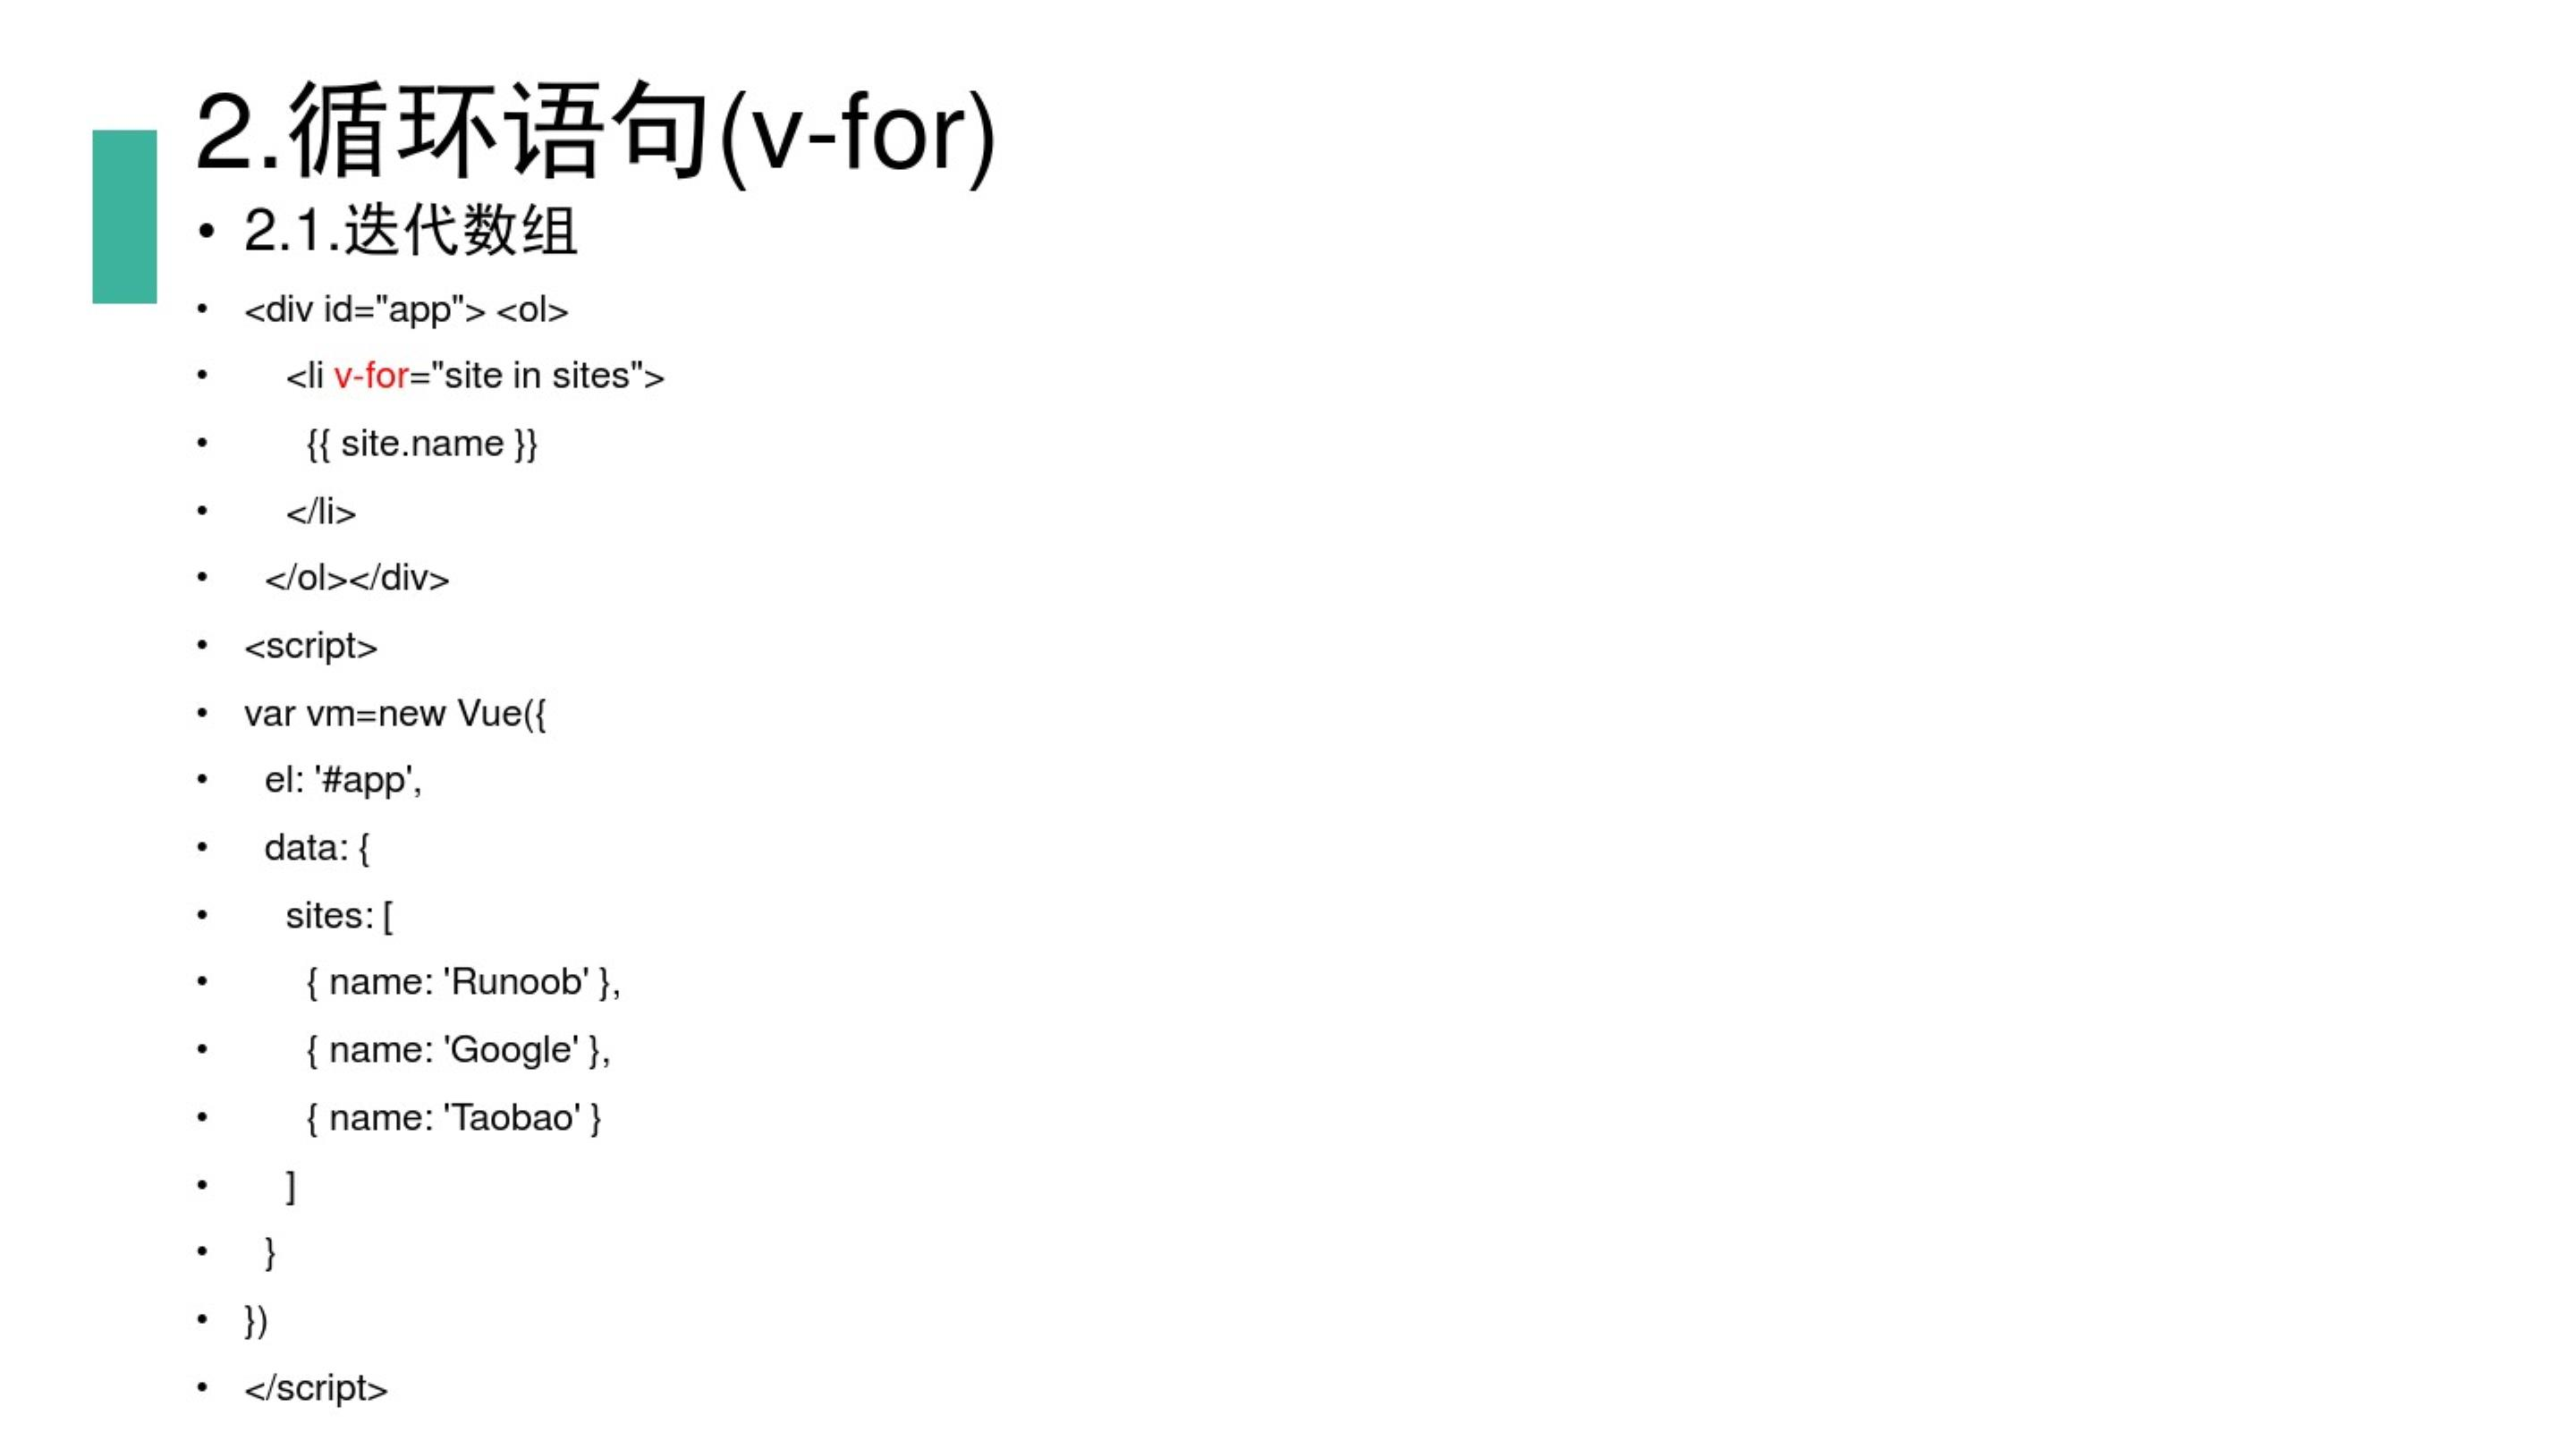 2.循环语句(v-for)
• 2.1.迭代数组
• <div id="app"> <ol>
•     <li v-for="site in sites">
•       {{ site.name }}
•     </li>
•   </ol></div>
• <script>
• var vm=new Vue({
•   el: '#app',
•   data: {
•     sites: [
•       { name: 'Runoob' },
•       { name: 'Google' },
•       { name: 'Taobao' }
•     ]
•   }
• })
• </script>